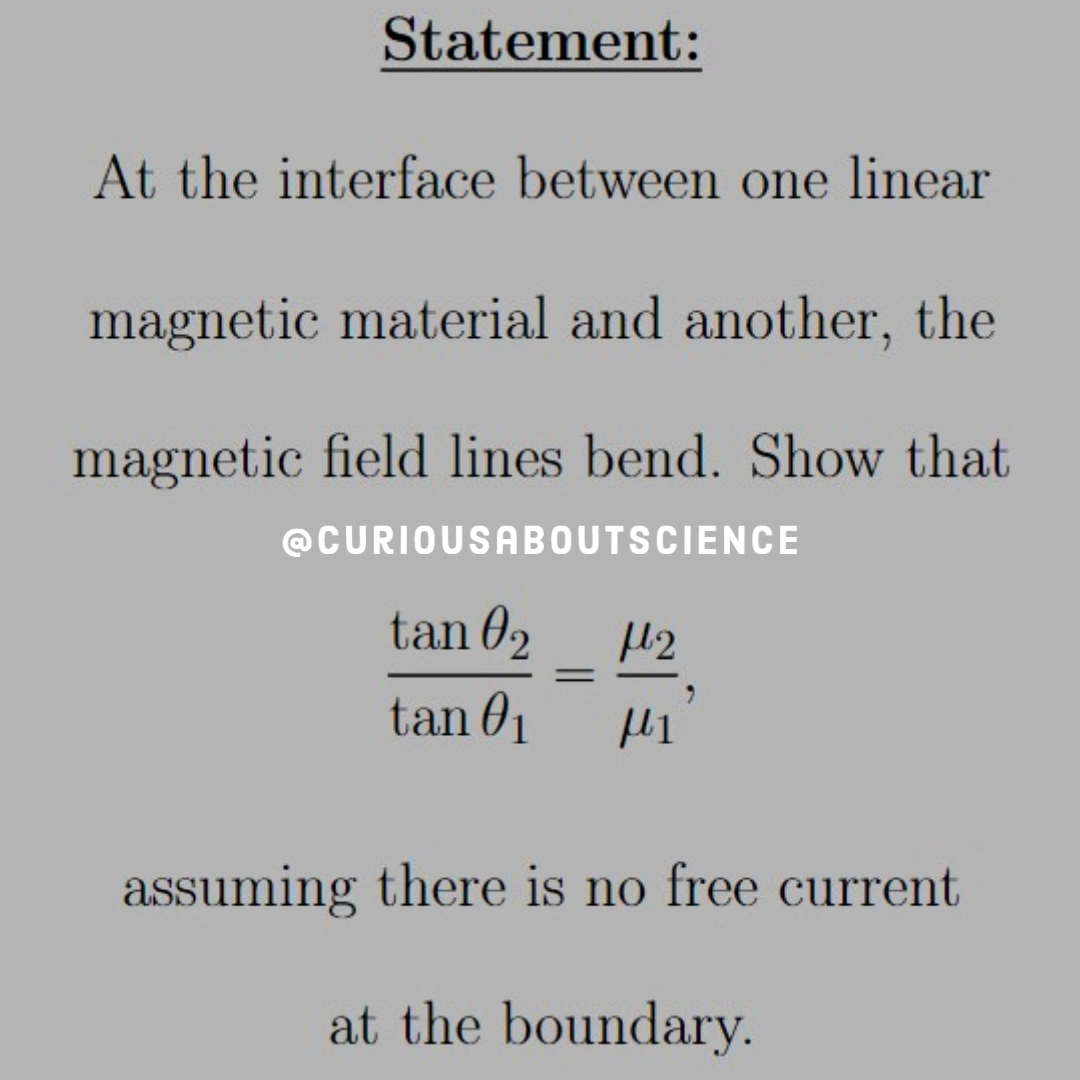 Statement:
At the interface between one linear
magnetic material and another, the
magnetic field lines bend. Show that
@CURIOUSABOUTSCIENCE
tan θ₂ / tan θ₁ = μ₂ / μ₁,
assuming there is no free current
at the boundary.